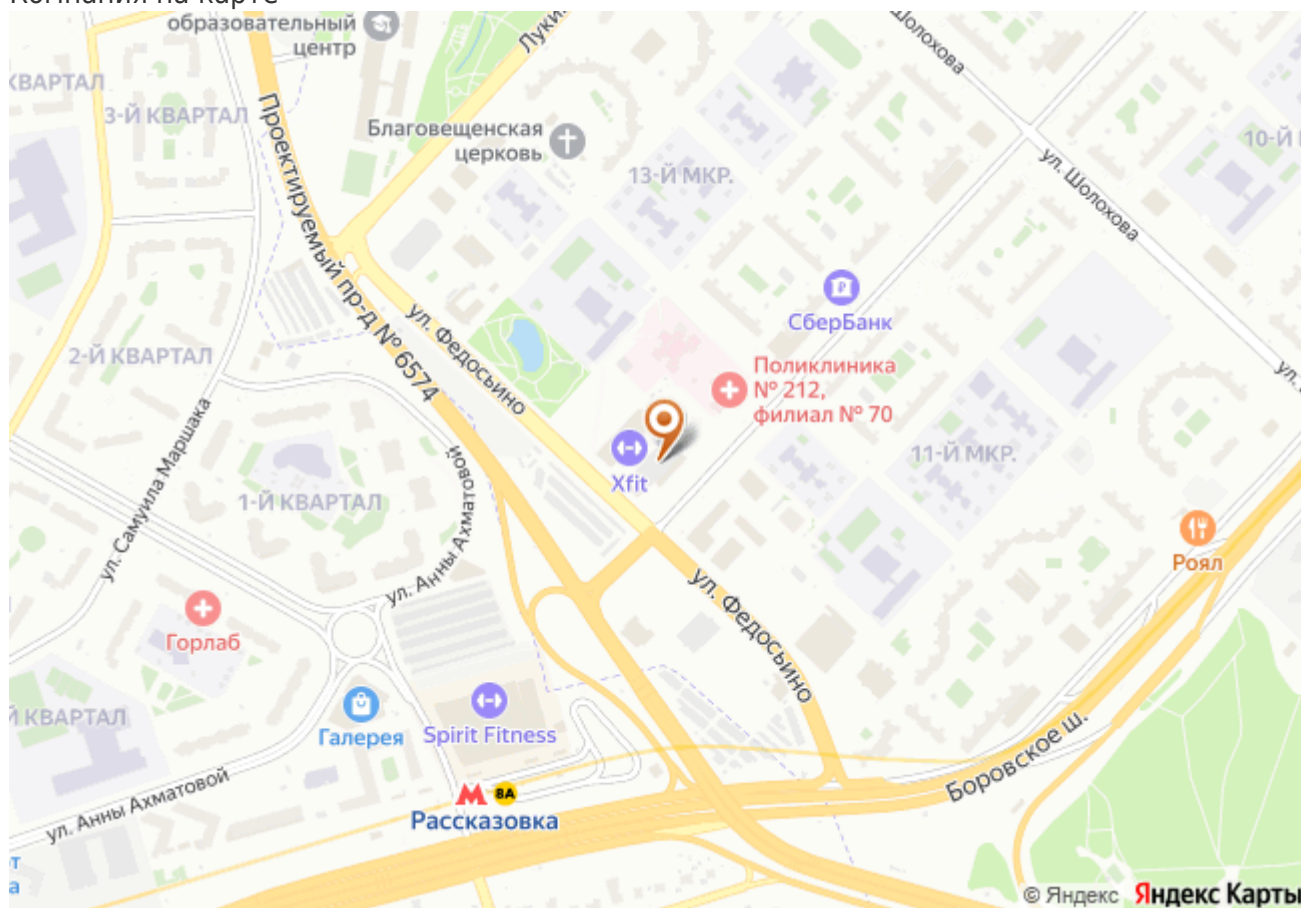 Компания на карте
образовательный
центр
Луки
Шолохова
КВАРТАЛ
3-Й КВАРТАЛ
Проектируемый пр-д № 6574
Благовещенская
церковь
13-Й МКР.
ул. Шолохова
10-Й
СберБанк
ул. Федосьино
2-Й КВАРТАЛ
Поликлиника
№ 212,
филиал № 70
ул.
ул. Самуила Маршака
Xfit
11-Й МКР.
1-Й КВАРТАЛ
ул. Анны Ахматовой
Роял
Горлаб
ул. Федосьино
Й КВАРТАЛ
Галерея
Spirit Fitness
Боровское ш.
ул. Анны Ахматовой
8А
Рассказовка
т
а
© Яндекс Яндекс Карты